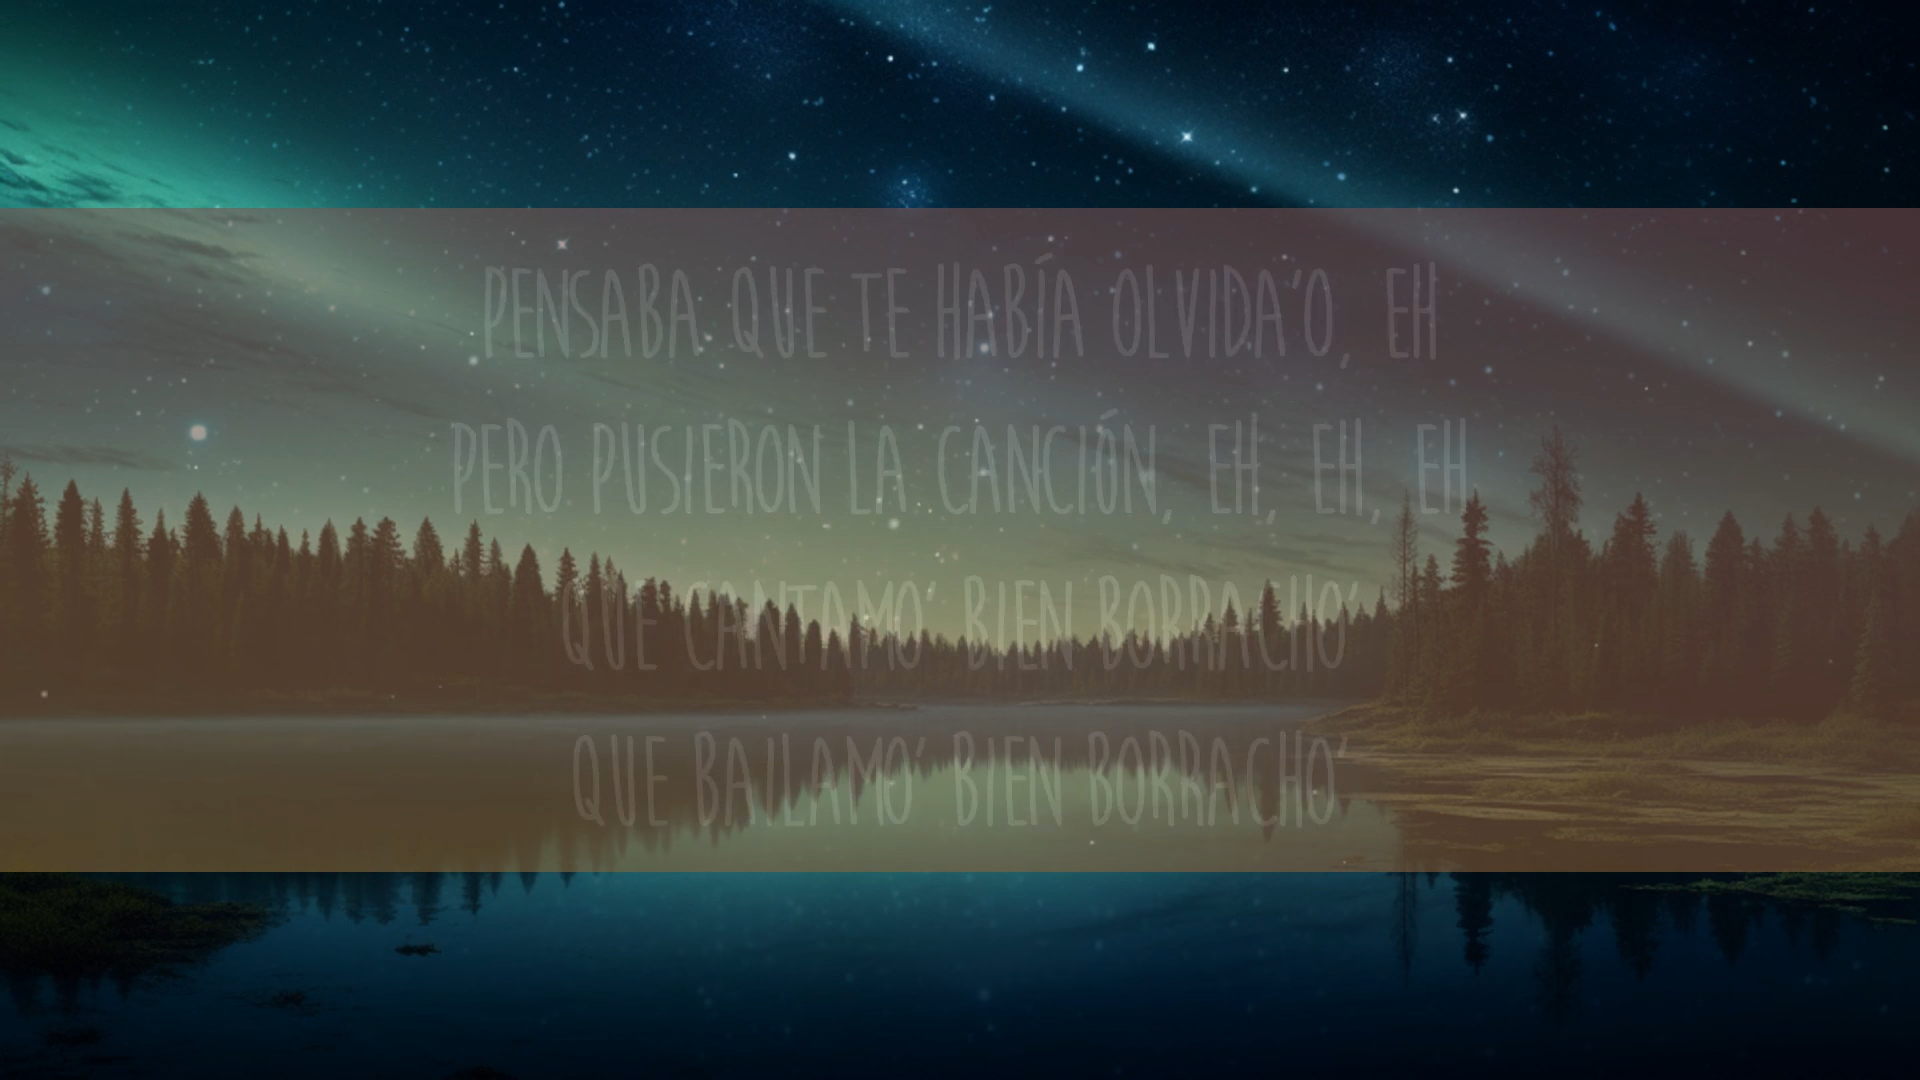 PENSABA QUE TE HABÍA OLVIDA'O, EH
PERO PUSIERON LA CANCIÓN, EH, EH, EH
QUE CANTAMO' BIEN BORRACHO'
QUE BAILAMO' BIEN BORRACHO'